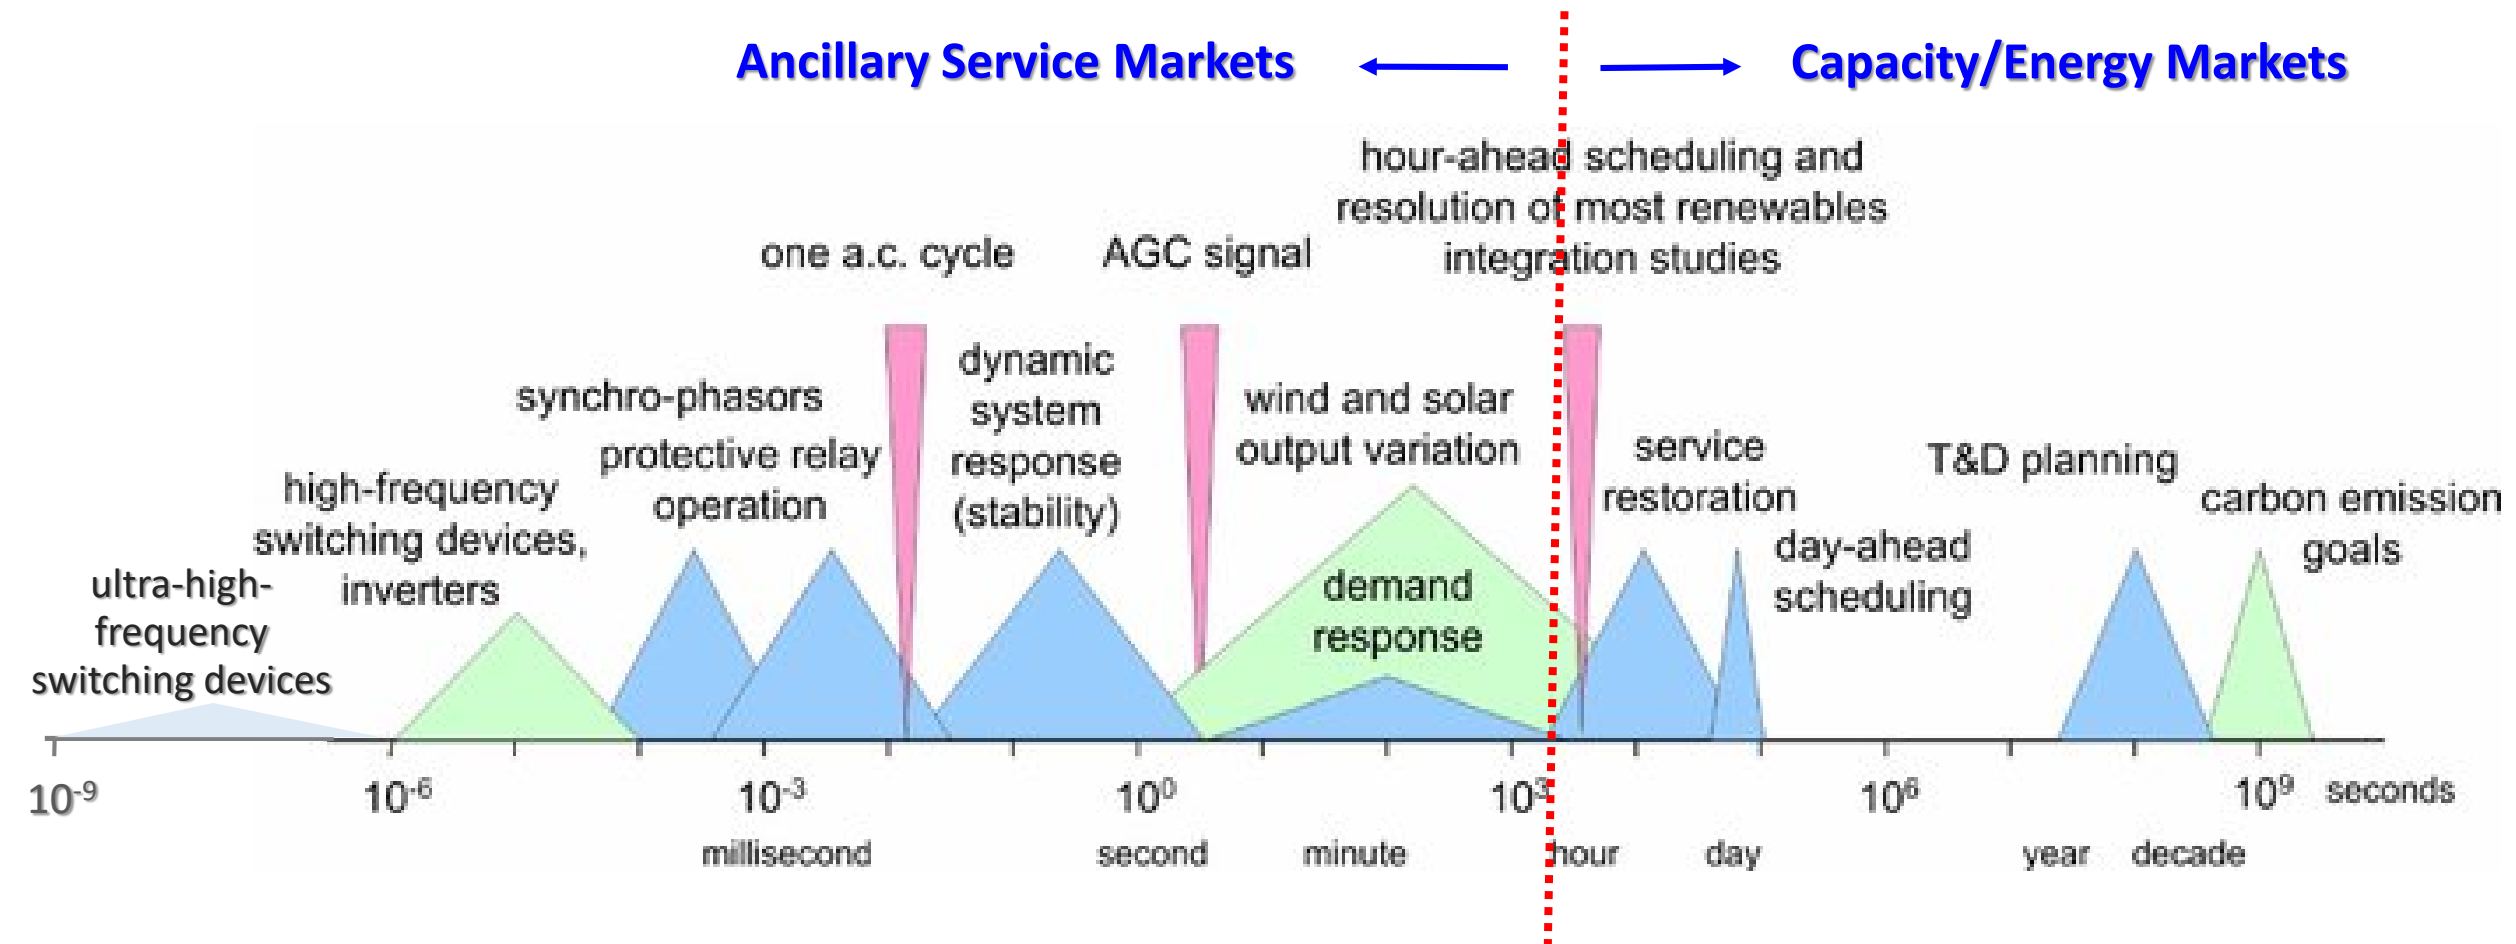 Ancillary Service Markets
Capacity/Energy Markets
hour-ahead scheduling and
resolution of most renewables
integration studies
one a.c. cycle
AGC signal
dynamic
system
response
(stability)
synchro-phasors
protective relay
operation
wind and solar
output variation
service
restoration
T&D planning
high-frequency
switching devices,
inverters
carbon emission
goals
day-ahead
scheduling
ultra-high-
frequency
switching devices
demand
response
10⁻⁹
10⁻⁶
10⁻³
10⁰
10³
10⁶
10⁹
seconds
millisecond
second
minute
hour
day
year
decade